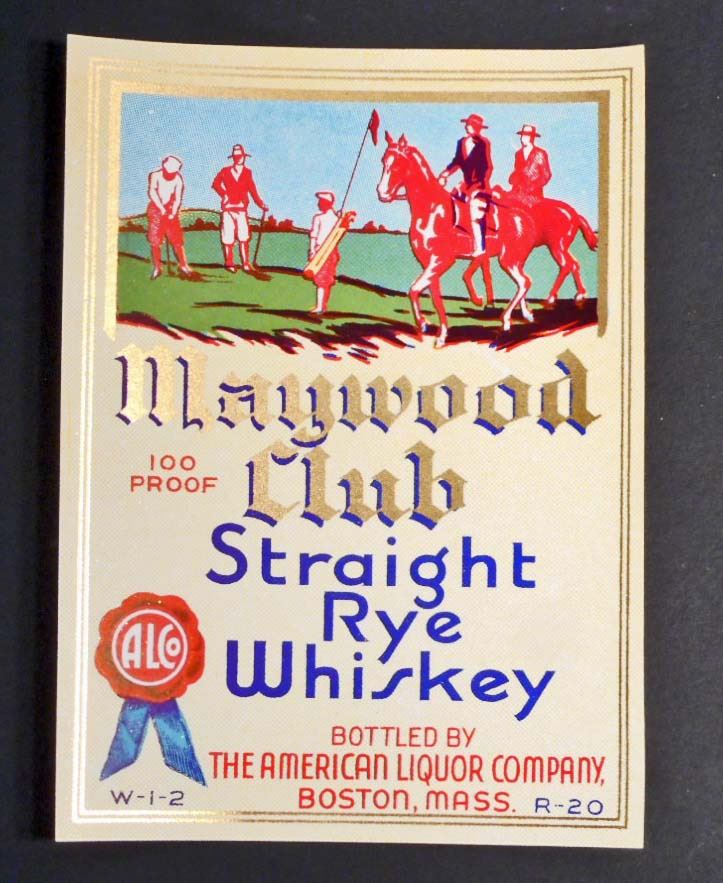 Maywood
Club
100
PROOF
Straight
Rye
Whiskey
ALCO
BOTTLED BY
THE AMERICAN LIQUOR COMPANY,
BOSTON, MASS.
W-1-2
R-20